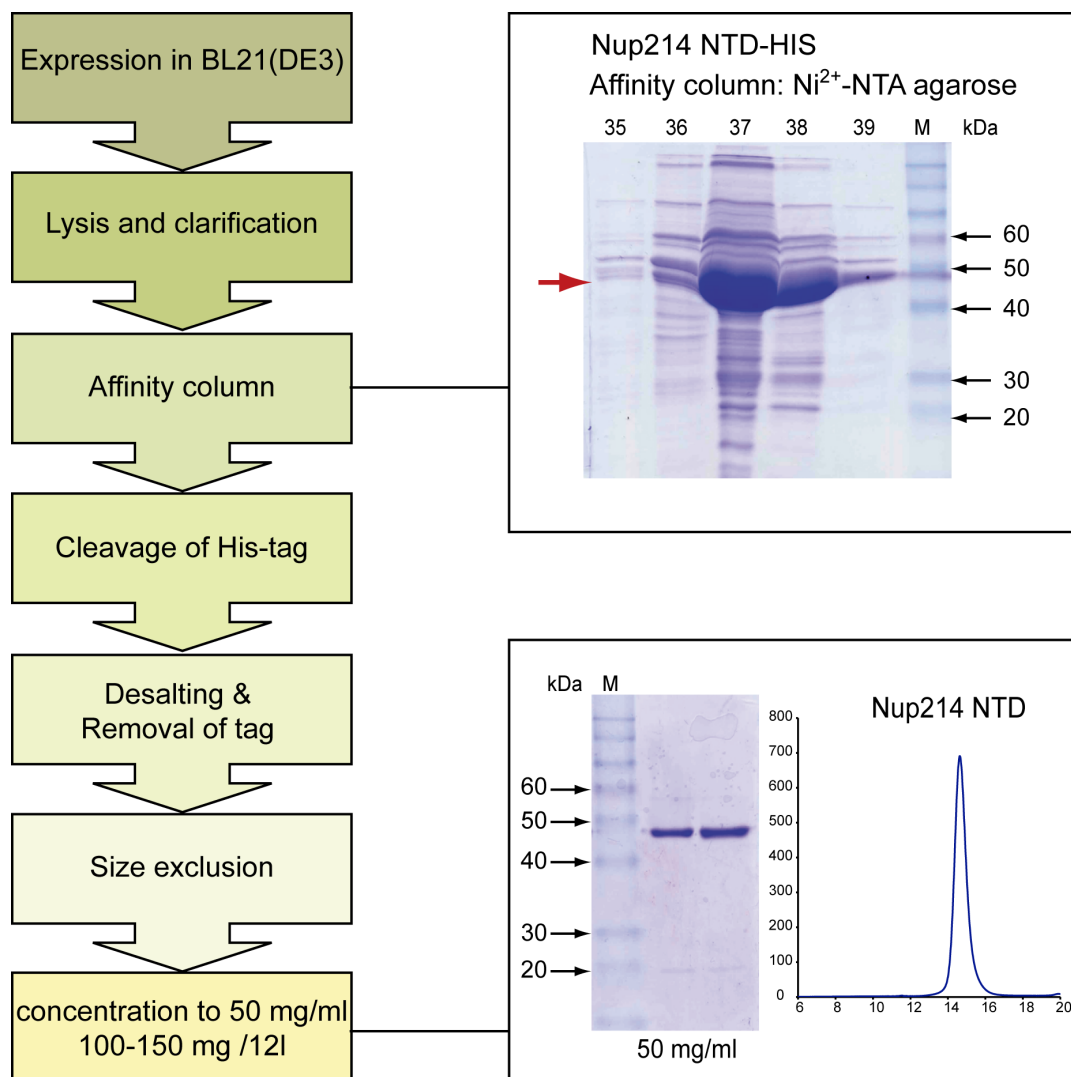 Expression in BL21(DE3)
Lysis and clarification
Affinity column
Cleavage of His-tag
Desalting &
Removal of tag
Size exclusion
concentration to 50 mg/ml
100-150 mg /12l
Nup214 NTD-HIS
Affinity column: Ni²⁺-NTA agarose
35 36 37 38 39 M kDa
60
50
40
30
20
kDa M
60
50
40
30
20
50 mg/ml
Nup214 NTD
800
700
600
500
400
300
200
100
0
6 8 10 12 14 16 18 20